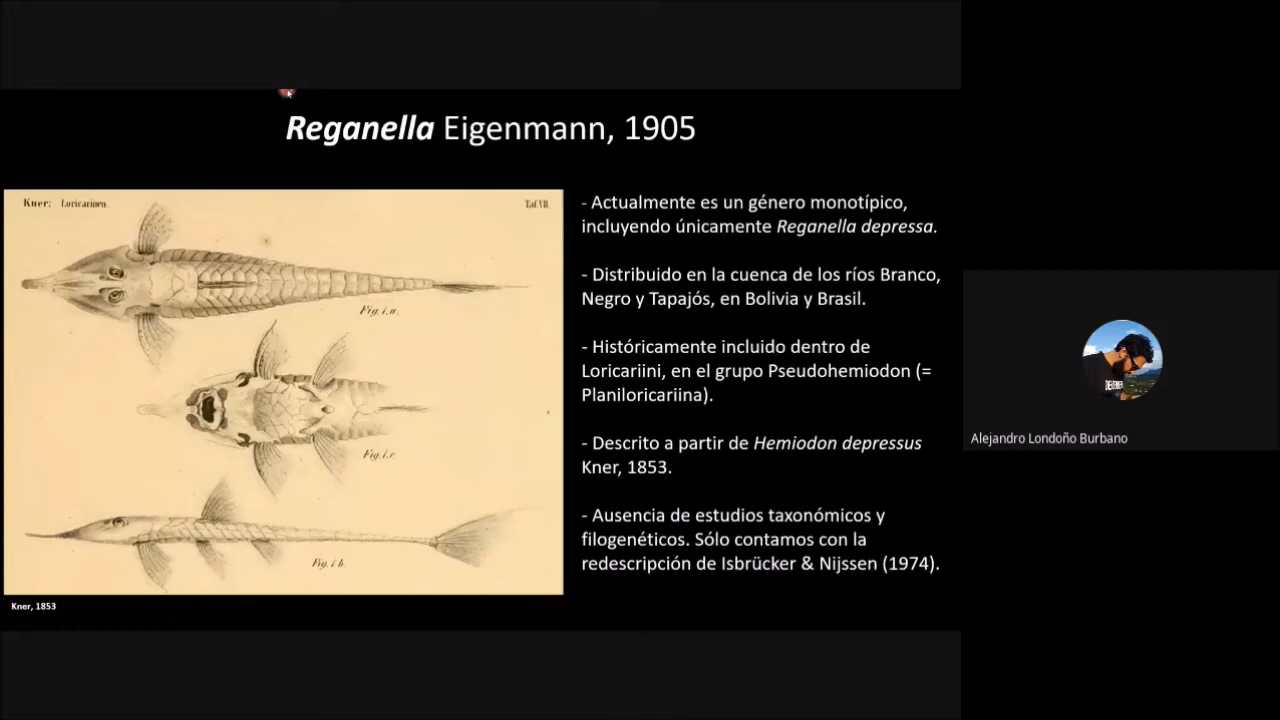 Reganella Eigenmann, 1905
Kner: Loricarinen.
Taf.VII.
Fig. 1. a.
Fig. 1. c.
Fig. 1 b.
Kner, 1853
- Actualmente es un género monotípico,
incluyendo únicamente Reganella depressa.
- Distribuido en la cuenca de los ríos Branco,
Negro y Tapajós, en Bolivia y Brasil.
- Históricamente incluido dentro de
Loricariini, en el grupo Pseudohemiodon (=
Planiloricariina).
- Descrito a partir de Hemiodon depressus
Kner, 1853.
- Ausencia de estudios taxonómicos y
filogenéticos. Sólo contamos con la
redescripción de Isbrücker & Nijssen (1974).
Alejandro Londoño Burbano